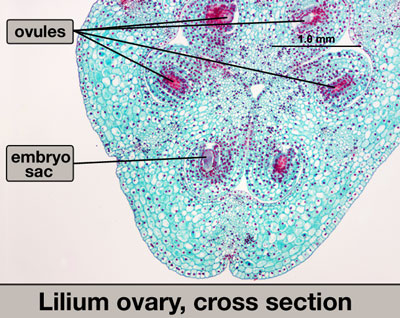 ovules
1.0 mm
embryo
sac
Lilium ovary, cross section